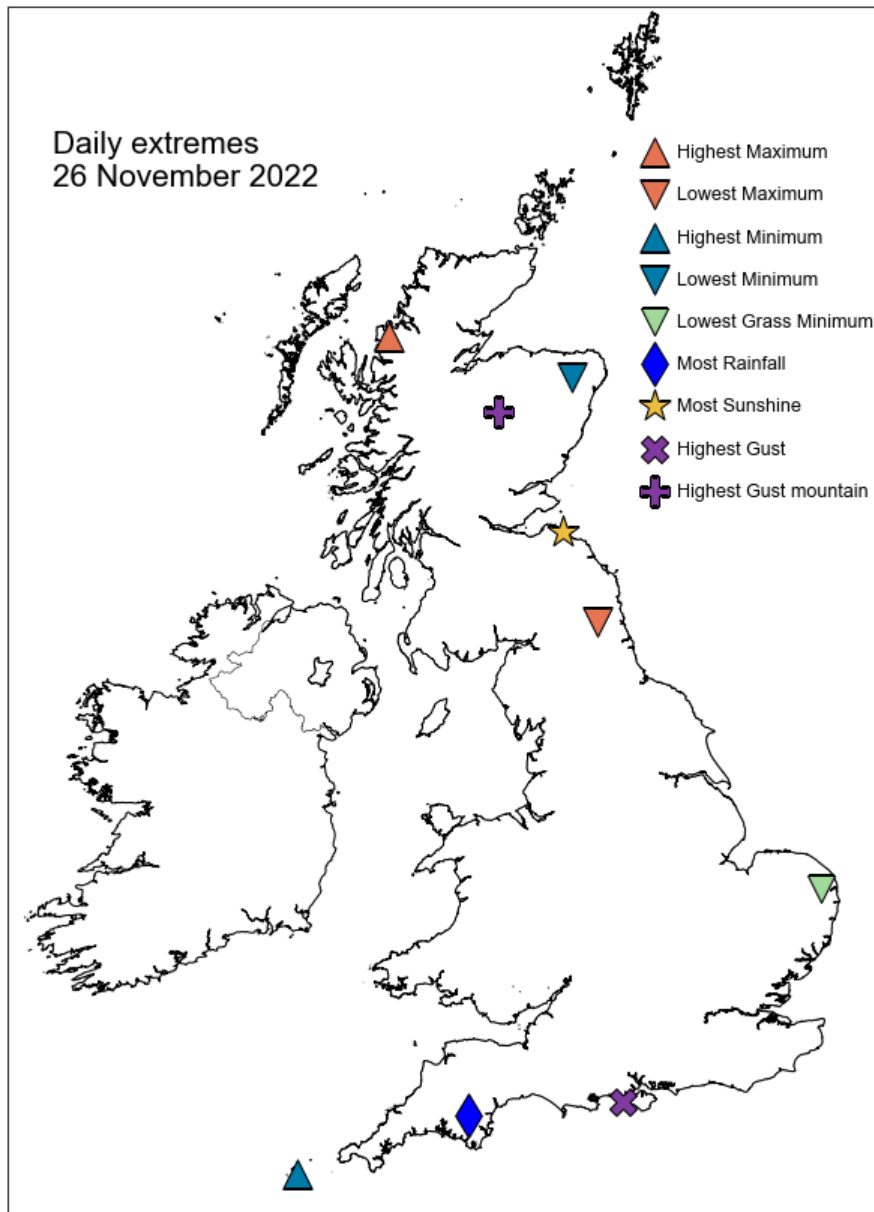 Daily extremes
26 November 2022
Highest Maximum
Lowest Maximum
Highest Minimum
Lowest Minimum
Lowest Grass Minimum
Most Rainfall
Most Sunshine
Highest Gust
Highest Gust mountain